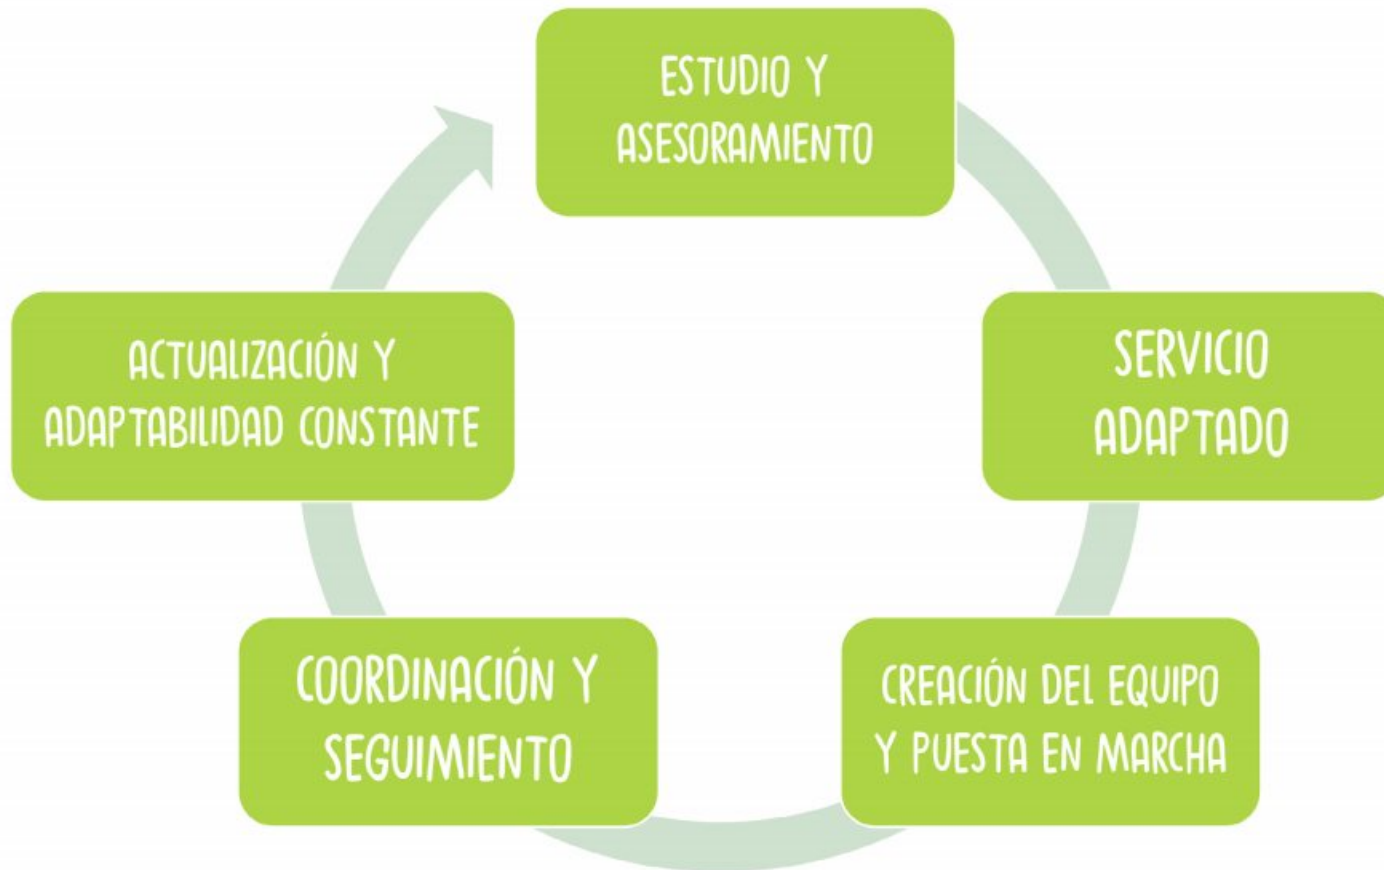 ESTUDIO Y
ASESORAMIENTO
SERVICIO
ADAPTADO
CREACIÓN DEL EQUIPO
Y PUESTA EN MARCHA
COORDINACIÓN Y
SEGUIMIENTO
ACTUALIZACIÓN Y
ADAPTABILIDAD CONSTANTE